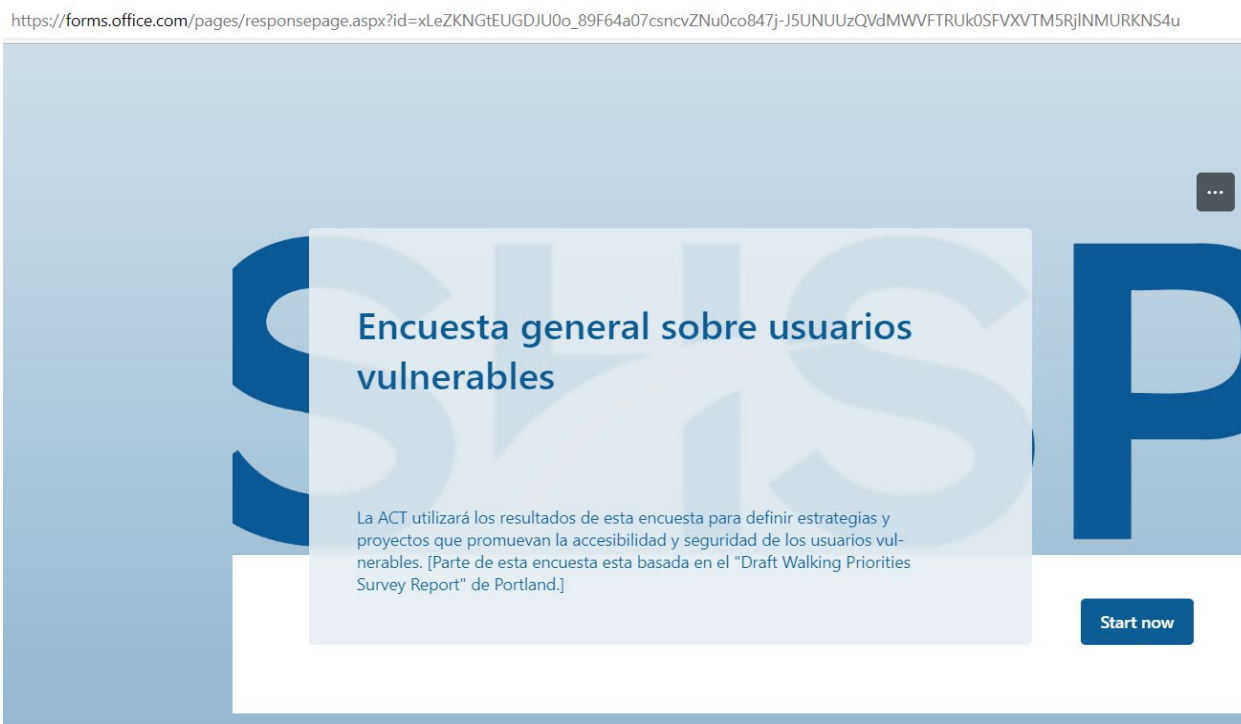 https://forms.office.com/pages/responsepage.aspx?id=xLeZKNGtEUGDJU0o_89F64a07csncvZNu0co847j-J5UNUUzQVdMWVFTRUk0SFVXVTM5RjlNMURKNS4u
...
SHSP
Encuesta general sobre usuarios
vulnerables
La ACT utilizará los resultados de esta encuesta para definir estrategias y
proyectos que promuevan la accesibilidad y seguridad de los usuarios vul-
nerables. [Parte de esta encuesta esta basada en el "Draft Walking Priorities
Survey Report" de Portland.]
Start now